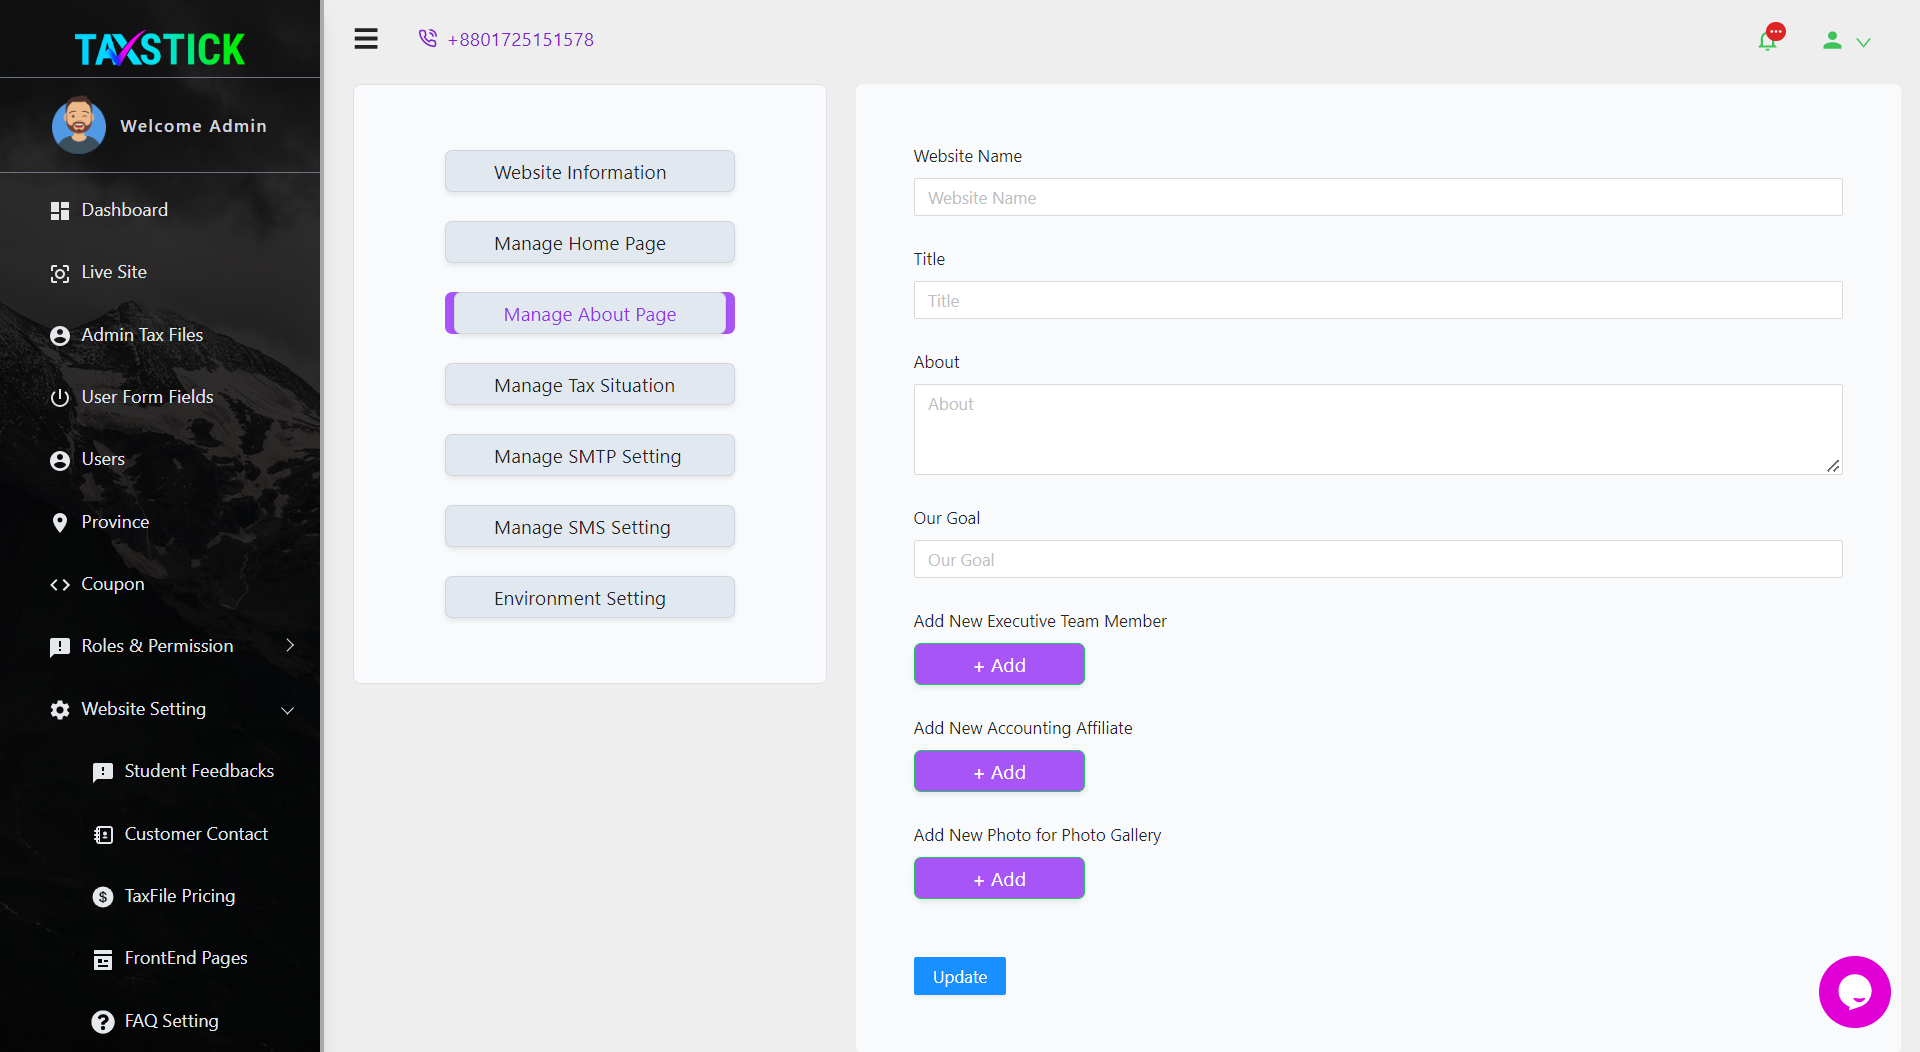 TAXSTICK
Welcome Admin
Dashboard
Live Site
Admin Tax Files
User Form Fields
Users
Province
Coupon
Roles & Permission
Website Setting
Student Feedbacks
Customer Contact
TaxFile Pricing
FrontEnd Pages
FAQ Setting
+8801725151578
Website Information
Manage Home Page
Manage About Page
Manage Tax Situation
Manage SMTP Setting
Manage SMS Setting
Environment Setting
Website Name
Website Name
Title
Title
About
About
Our Goal
Our Goal
Add New Executive Team Member
+ Add
Add New Accounting Affiliate
+ Add
Add New Photo for Photo Gallery
+ Add
Update